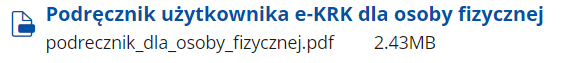 Podręcznik użytkownika e-KRK dla osoby fizycznej
podrecznik_dla_osoby_fizycznej.pdf 2.43MB